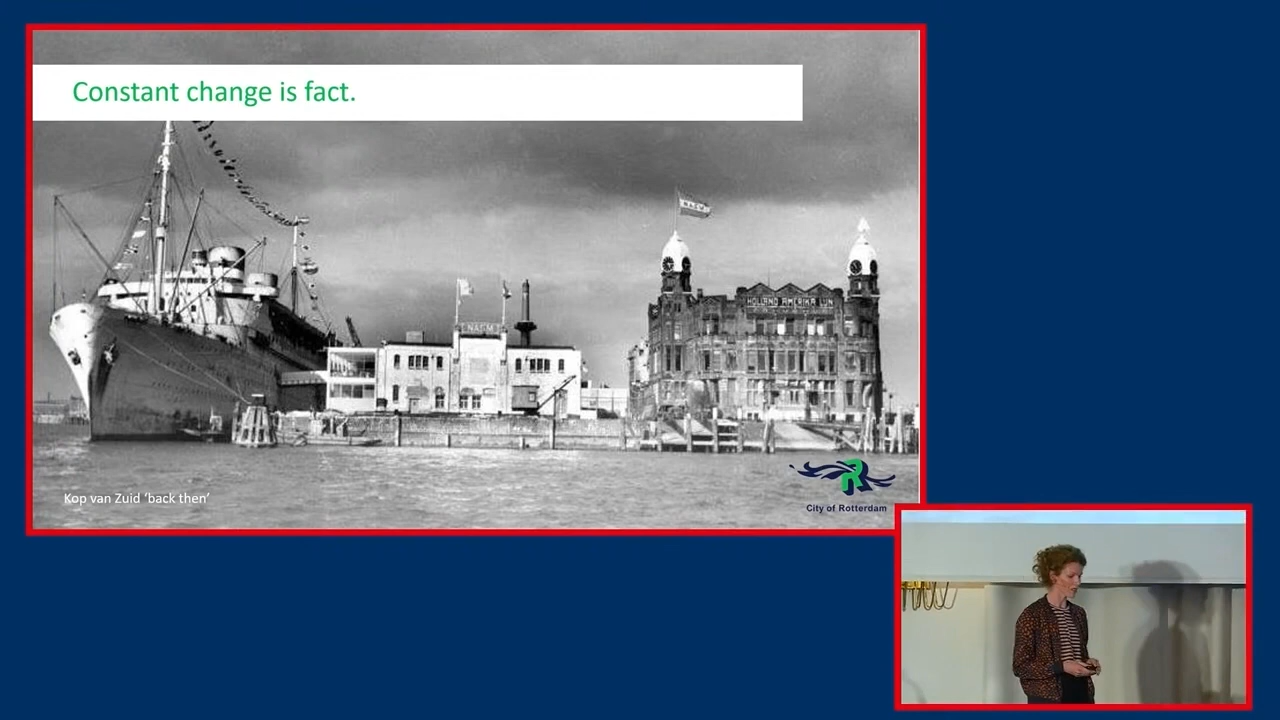 Constant change is fact.
N.A.S.M.
HOLLAND AMERIKA LIJN
N.A.S.M.
Kop van Zuid ‘back then’
City of Rotterdam